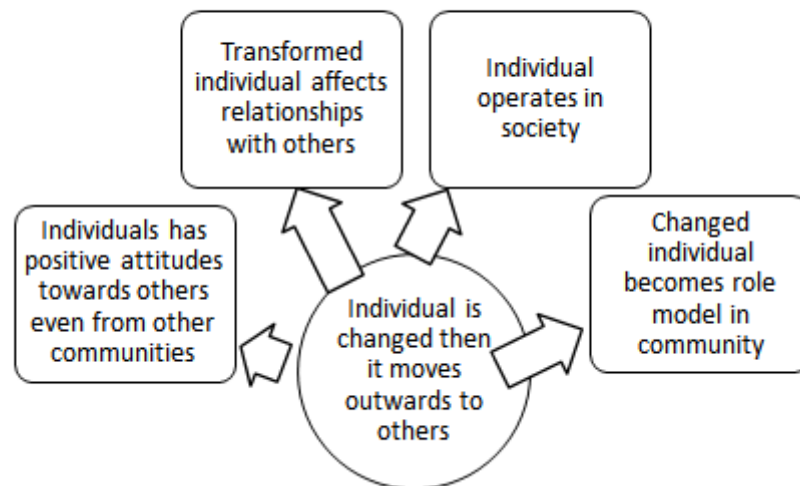 Transformed
individual affects
relationships
with others
Individual
operates in
society
Individuals has
positive attitudes
towards others
even from other
communities
Changed
individual
becomes role
model in
community
Individual is
changed then
it moves
outwards to
others